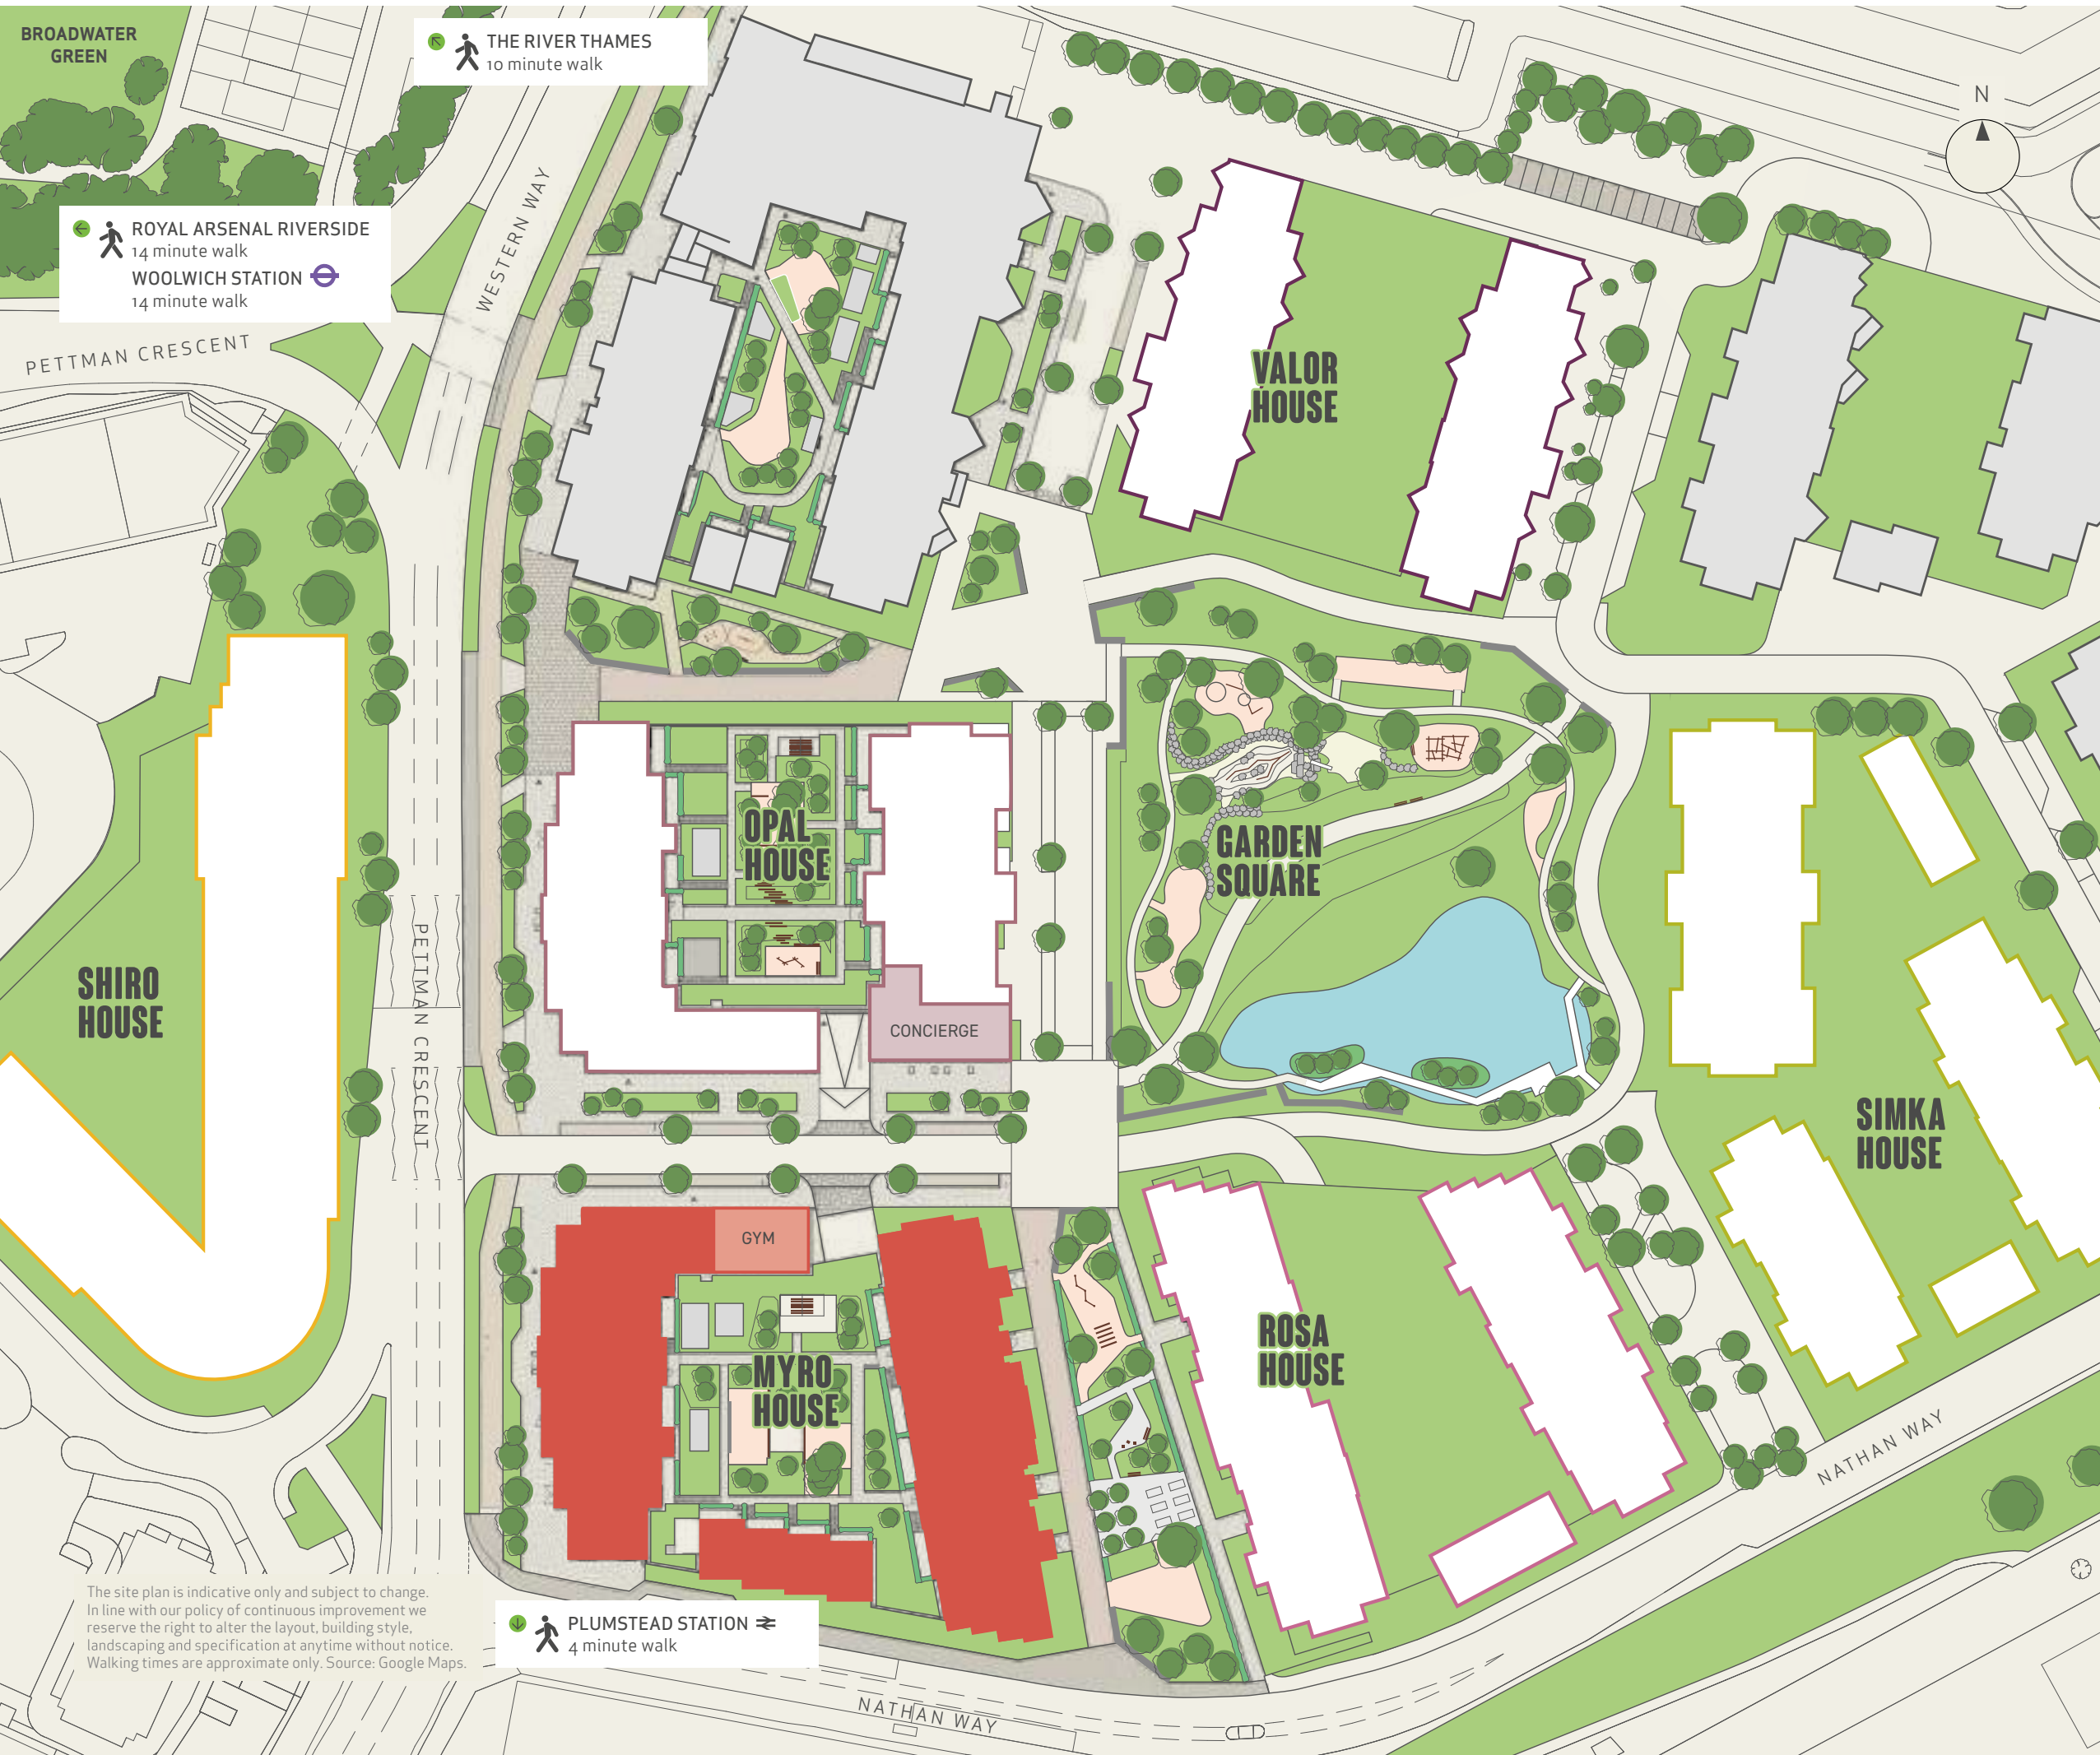 BROADWATER
GREEN
THE RIVER THAMES
10 minute walk
N
ROYAL ARSENAL RIVERSIDE
14 minute walk
WOOLWICH STATION
14 minute walk
WESTERN WAY
PETTMAN CRESCENT
VALOR
HOUSE
OPAL
HOUSE
GARDEN
SQUARE
SHIRO
HOUSE
PETTMAN CRESCENT
CONCIERGE
SIMKA
HOUSE
GYM
ROSA
HOUSE
MYRO
HOUSE
NATHAN WAY
The site plan is indicative only and subject to change.
In line with our policy of continuous improvement we
reserve the right to alter the layout, building style,
landscaping and specification at anytime without notice.
Walking times are approximate only. Source: Google Maps.
PLUMSTEAD STATION
4 minute walk
NATHAN WAY